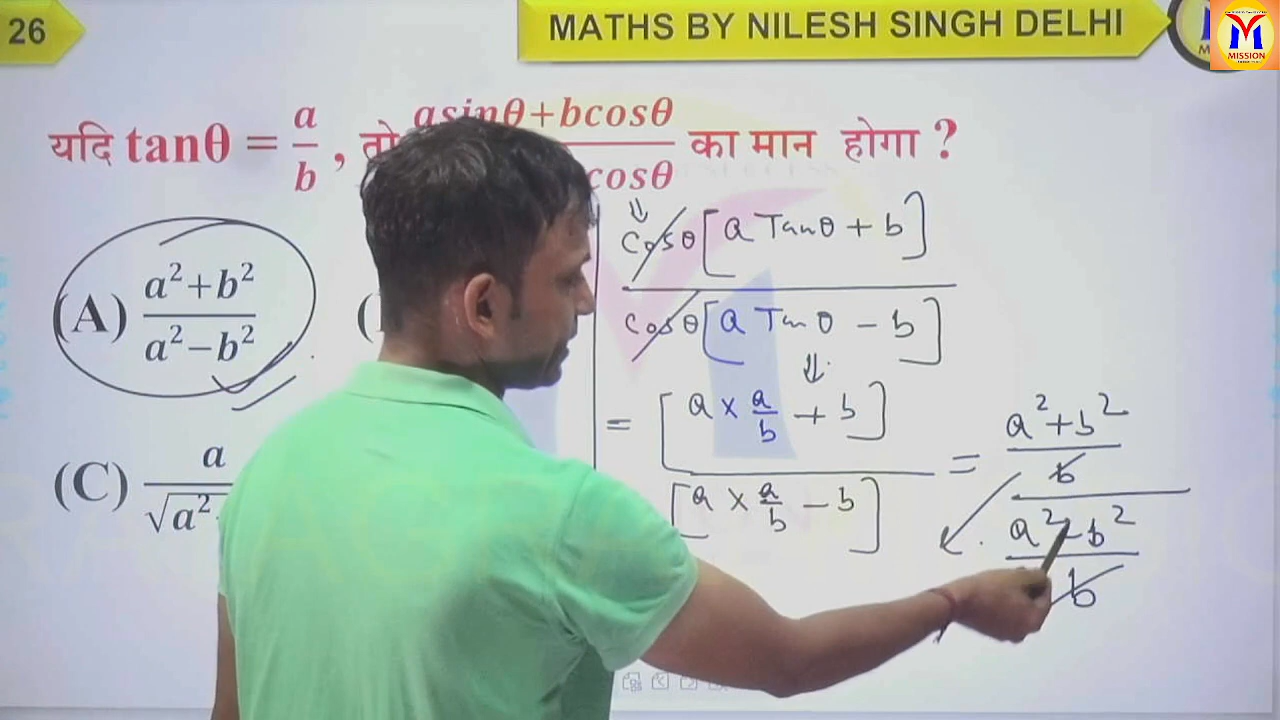 26
MATHS BY NILESH SINGH DELHI
MISSION
यदि tanθ = a/b , तो asinθ+bcosθ / cosθ का मान होगा ?
(A) a²+b² / a²−b²
(C) a / √a²
Cosθ[a Tanθ + b]
Cosθ[a Tanθ − b]
= [a × a/b + b]
[a × a/b − b]
= a²+b² / b
a²−b² / b